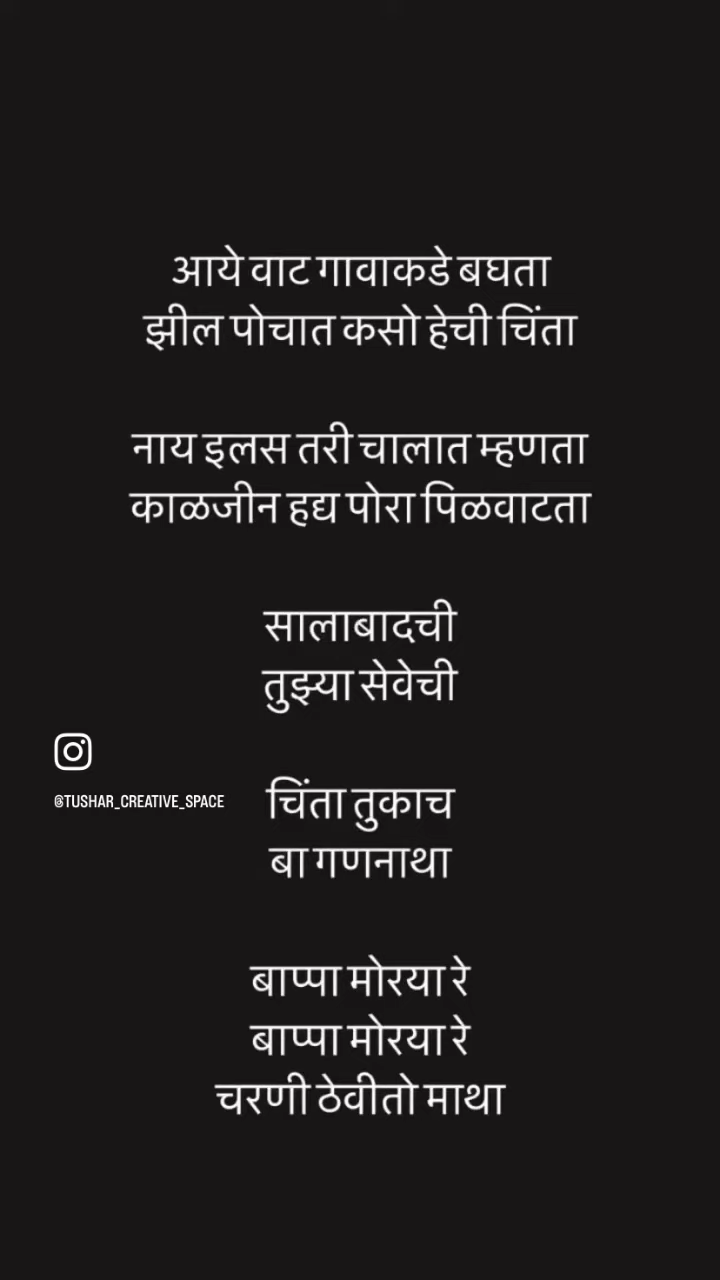 आये वाट गावाकडे बघता
झील पोचात कसो हेची चिंता
नाय इलस तरी चालात म्हणता
काळजीन हृद्य पोरा पिळवाटता
सालाबादची
तुझ्या सेवेची
@TUSHAR_CREATIVE_SPACE
चिंता तुकाच
बा गणनाथा
बाप्पा मोरया रे
बाप्पा मोरया रे
चरणी ठेवीतो माथा